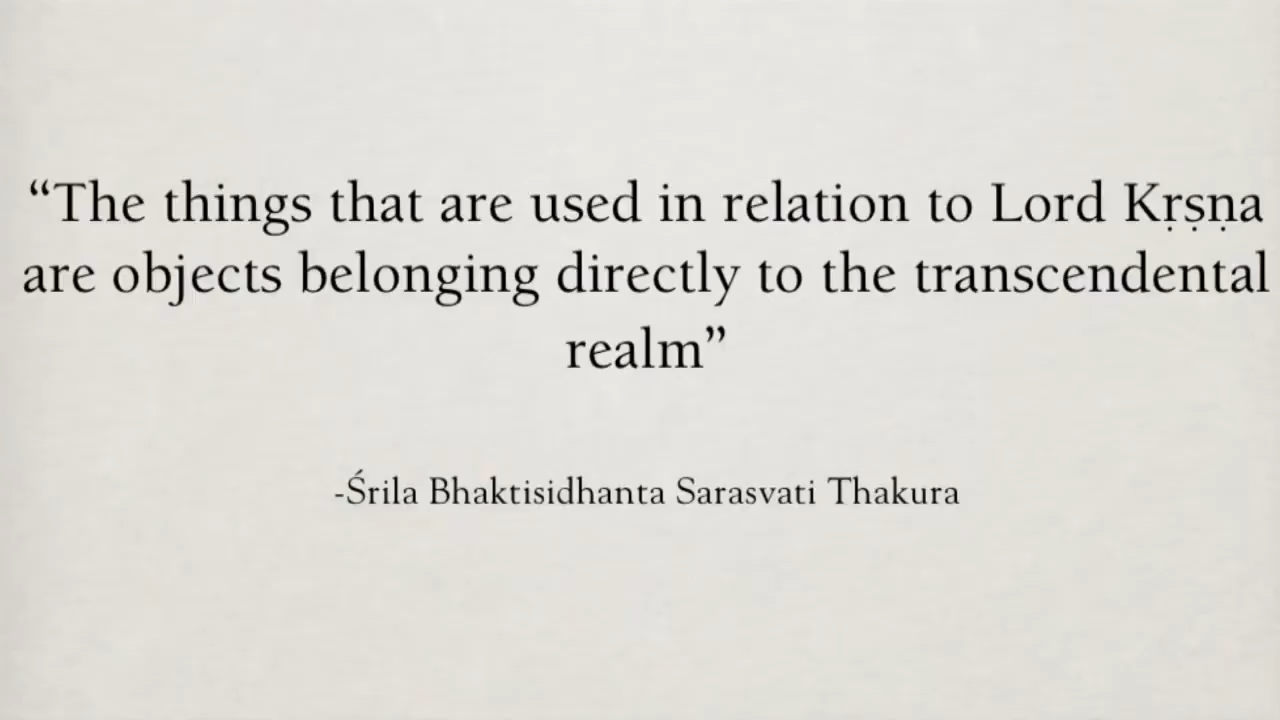 “The things that are used in relation to Lord Kṛṣṇa
are objects belonging directly to the transcendental
realm”
-Śrila Bhaktisidhanta Sarasvati Thakura